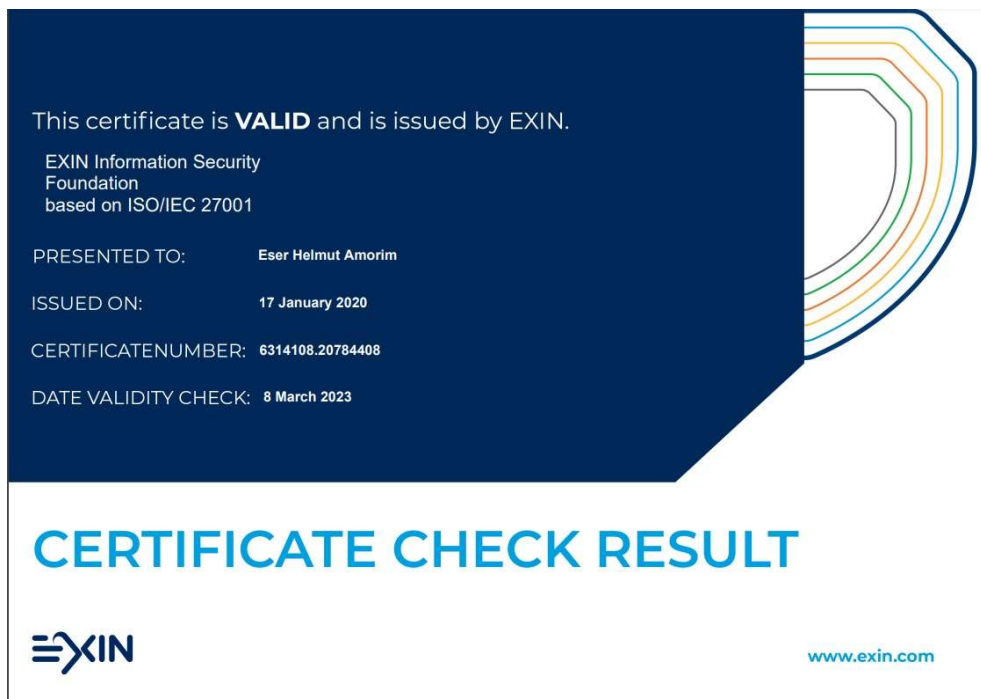 This certificate is VALID and is issued by EXIN.
EXIN Information Security
Foundation
based on ISO/IEC 27001
PRESENTED TO: Eser Helmut Amorim
ISSUED ON: 17 January 2020
CERTIFICATENUMBER: 6314108.20784408
DATE VALIDITY CHECK: 8 March 2023
CERTIFICATE CHECK RESULT
EXIN
www.exin.com